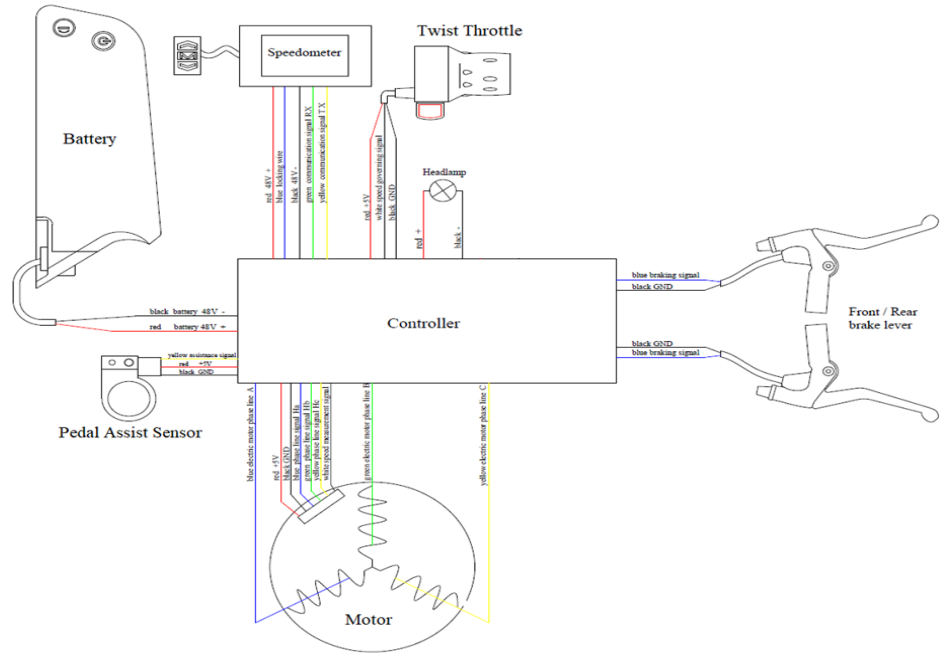 Twist Throttle
Speedometer
Battery
red 48V +
blue locking wire
black 48V -
green communication signal RX
yellow communication signal TX
red +5V
white speed governing signal
black GND
Headlamp
red +
black -
blue braking signal
black GND
Front / Rear
brake lever
black GND
blue braking signal
Controller
black battery 48V -
red battery 48V +
yellow assistance signal
red +5V
black GND
Pedal Assist Sensor
blue electric motor phase line A
red +5V
black GND
blue phase line signal Ha
green phase line signal Hb
yellow phase line signal Hc
white speed measurement signal
green electric motor phase line B
yellow electric motor phase line C
Motor